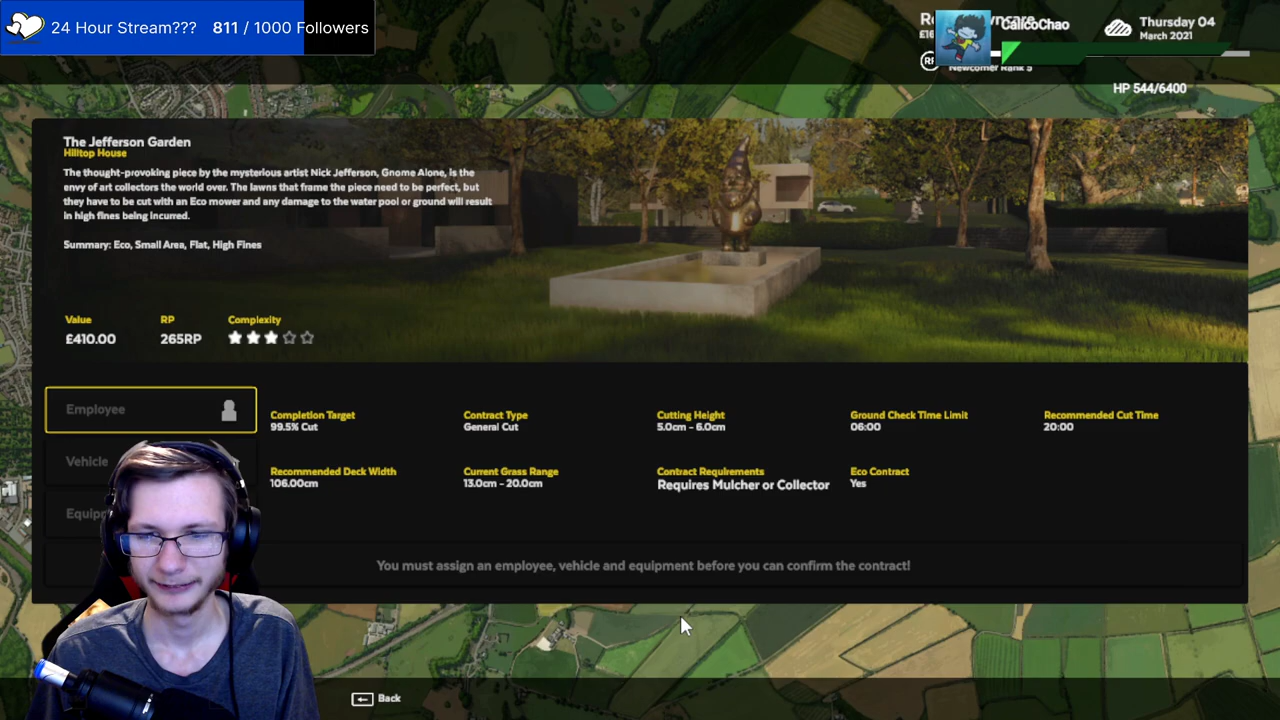 24 Hour Stream??? 811 / 1000 Followers
CalicoChao
Thursday 04
March 2021
Newcomer Rank 5
HP 544/6400
The Jefferson Garden
Hilltop House
The thought-provoking piece by the mysterious artist Nick Jefferson, Gnome Alone, is the
envy of art collectors the world over. The lawns that frame the piece need to be perfect, but
they have to be cut with an Eco mower and any damage to the water pool or ground will result
in high fines being incurred.
Summary: Eco, Small Area, Flat, High Fines
Value RP Complexity
£410.00 265RP
Employee
Completion Target Contract Type Cutting Height Ground Check Time Limit Recommended Cut Time
99.5% Cut General Cut 5.0cm - 6.0cm 06:00 20:00
Vehicle
Recommended Deck Width Current Grass Range Contract Requirements Eco Contract
106.00cm 13.0cm - 20.0cm Requires Mulcher or Collector Yes
You must assign an employee, vehicle and equipment before you can confirm the contract!
Back